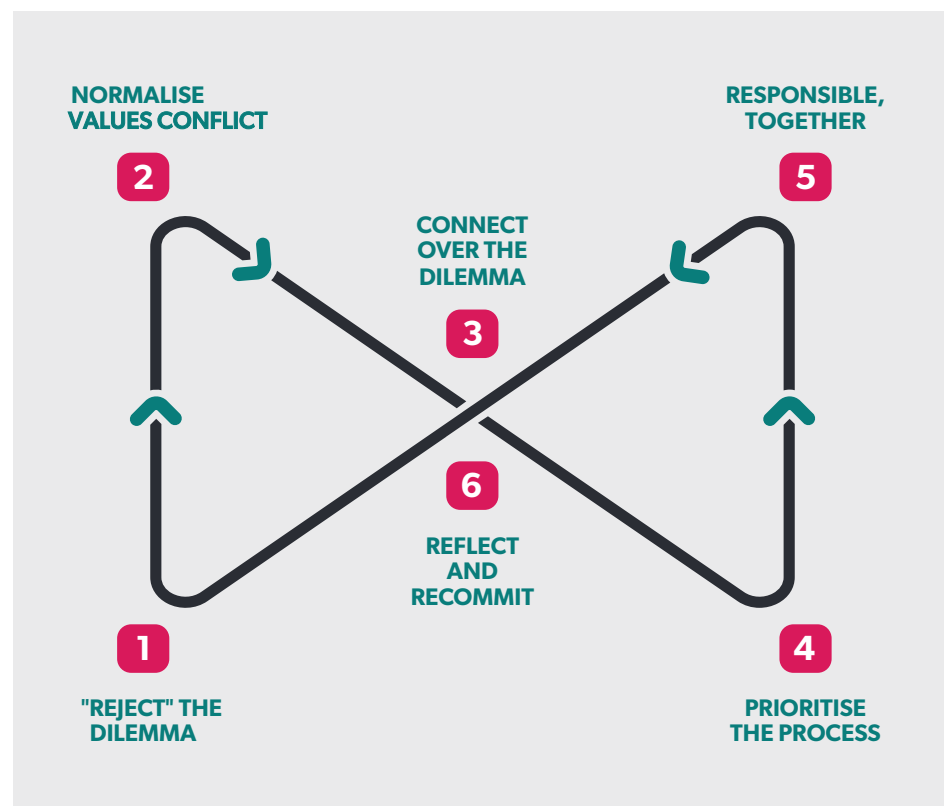 NORMALISE
VALUES CONFLICT
2
RESPONSIBLE,
TOGETHER
5
CONNECT
OVER THE
DILEMMA
3
6
REFLECT
AND
RECOMMIT
1
"REJECT" THE
DILEMMA
4
PRIORITISE
THE PROCESS